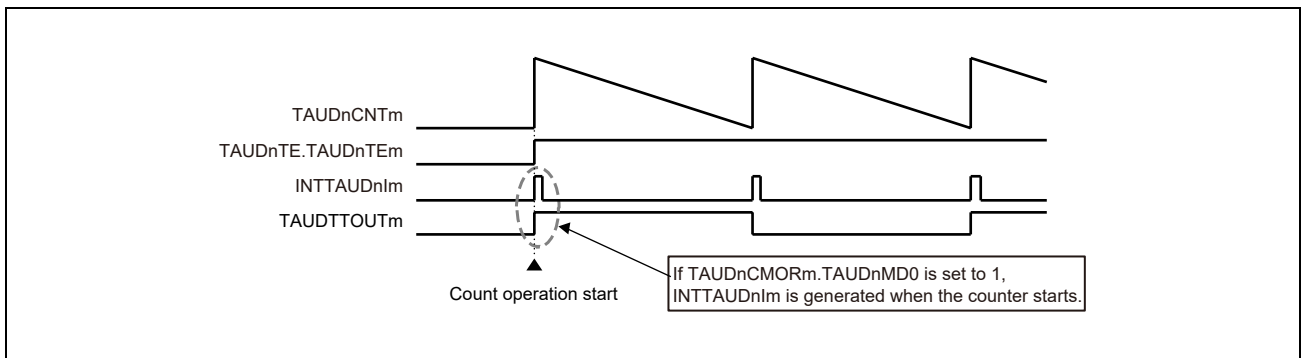 TAUDnCNTm
TAUDnTE.TAUDnTEm
INTTAUDnIm
TAUDTTOUTm
Count operation start
If TAUDnCMORm.TAUDnMD0 is set to 1,
INTTAUDnIm is generated when the counter starts.